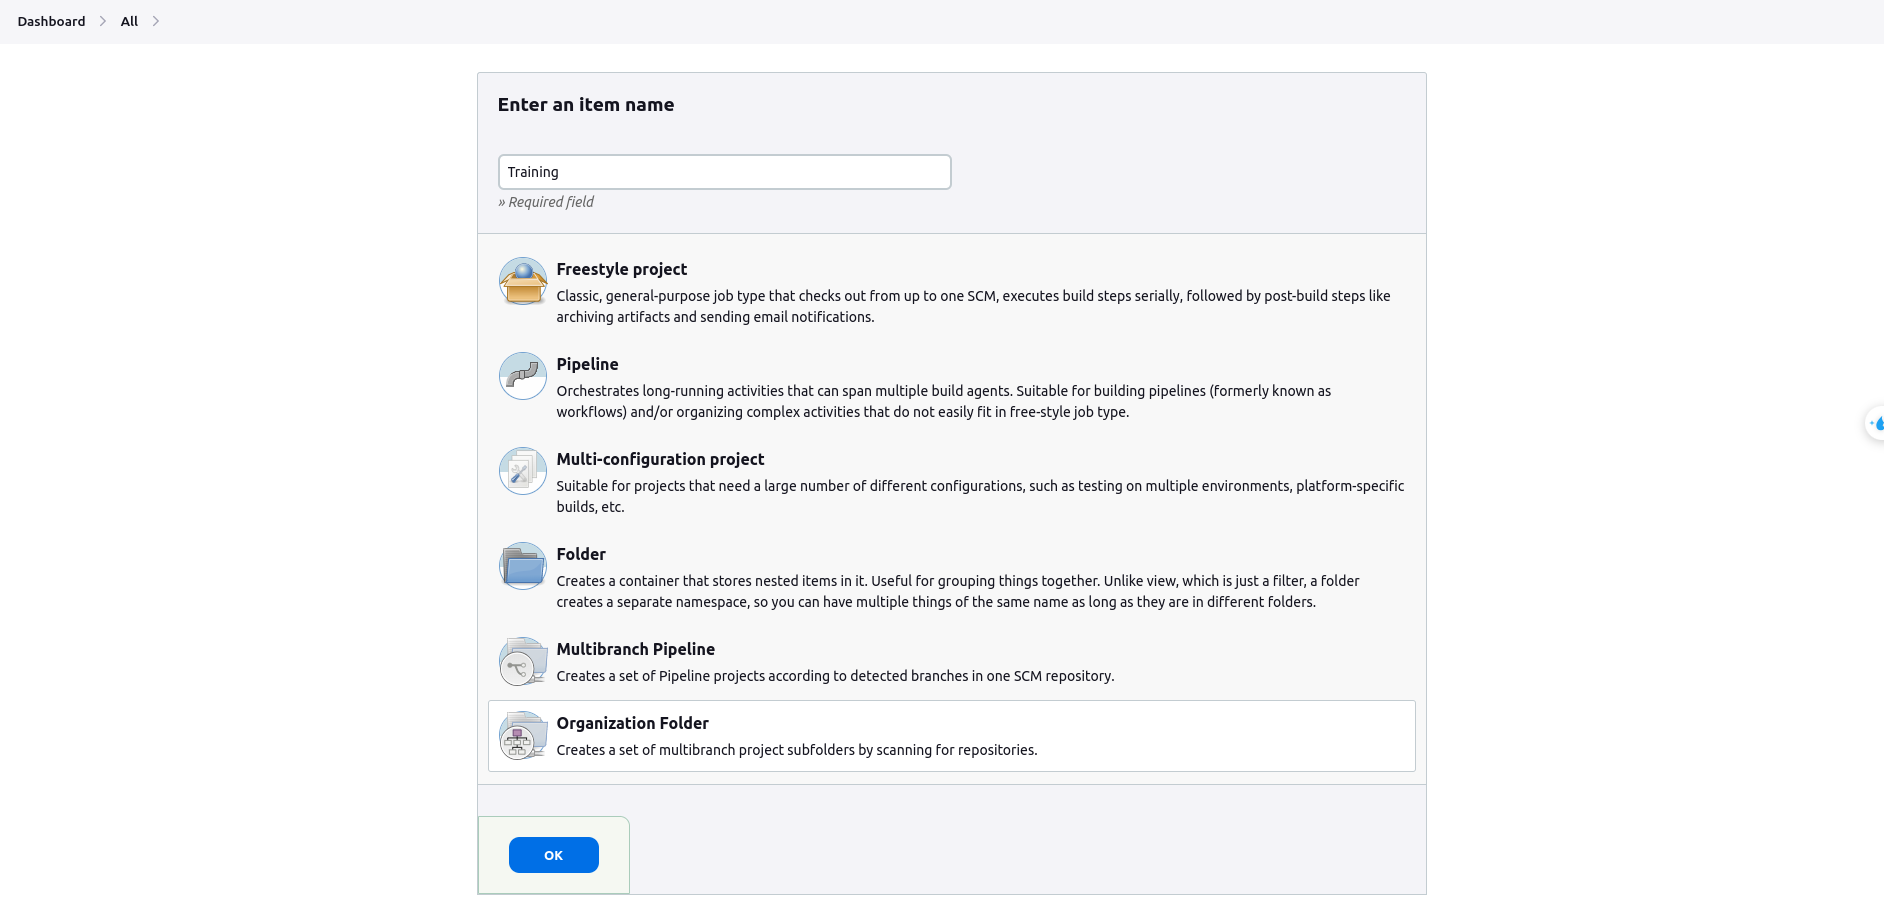 Dashboard
All
Enter an item name
Training
» Required field
Freestyle project
Classic, general-purpose job type that checks out from up to one SCM, executes build steps serially, followed by post-build steps like
archiving artifacts and sending email notifications.
Pipeline
Orchestrates long-running activities that can span multiple build agents. Suitable for building pipelines (formerly known as
workflows) and/or organizing complex activities that do not easily fit in free-style job type.
Multi-configuration project
Suitable for projects that need a large number of different configurations, such as testing on multiple environments, platform-specific
builds, etc.
Folder
Creates a container that stores nested items in it. Useful for grouping things together. Unlike view, which is just a filter, a folder
creates a separate namespace, so you can have multiple things of the same name as long as they are in different folders.
Multibranch Pipeline
Creates a set of Pipeline projects according to detected branches in one SCM repository.
Organization Folder
Creates a set of multibranch project subfolders by scanning for repositories.
OK